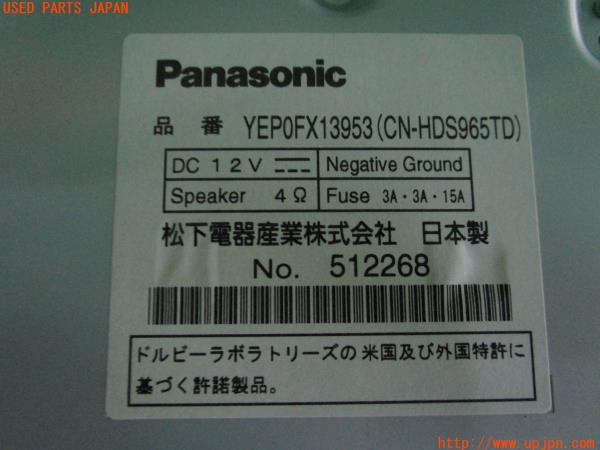 USED PARTS JAPAN
Panasonic
品 番 YEP0FX13953(CN-HDS965TD)
DC 12V Negative Ground
Speaker 4Ω Fuse 3A・3A・15A
松下電器産業株式会社 日本製
No. 512268
ドルビーラボラトリーズの米国及び外国特許に
基づく許諾製品。
http://www.upjpn.com